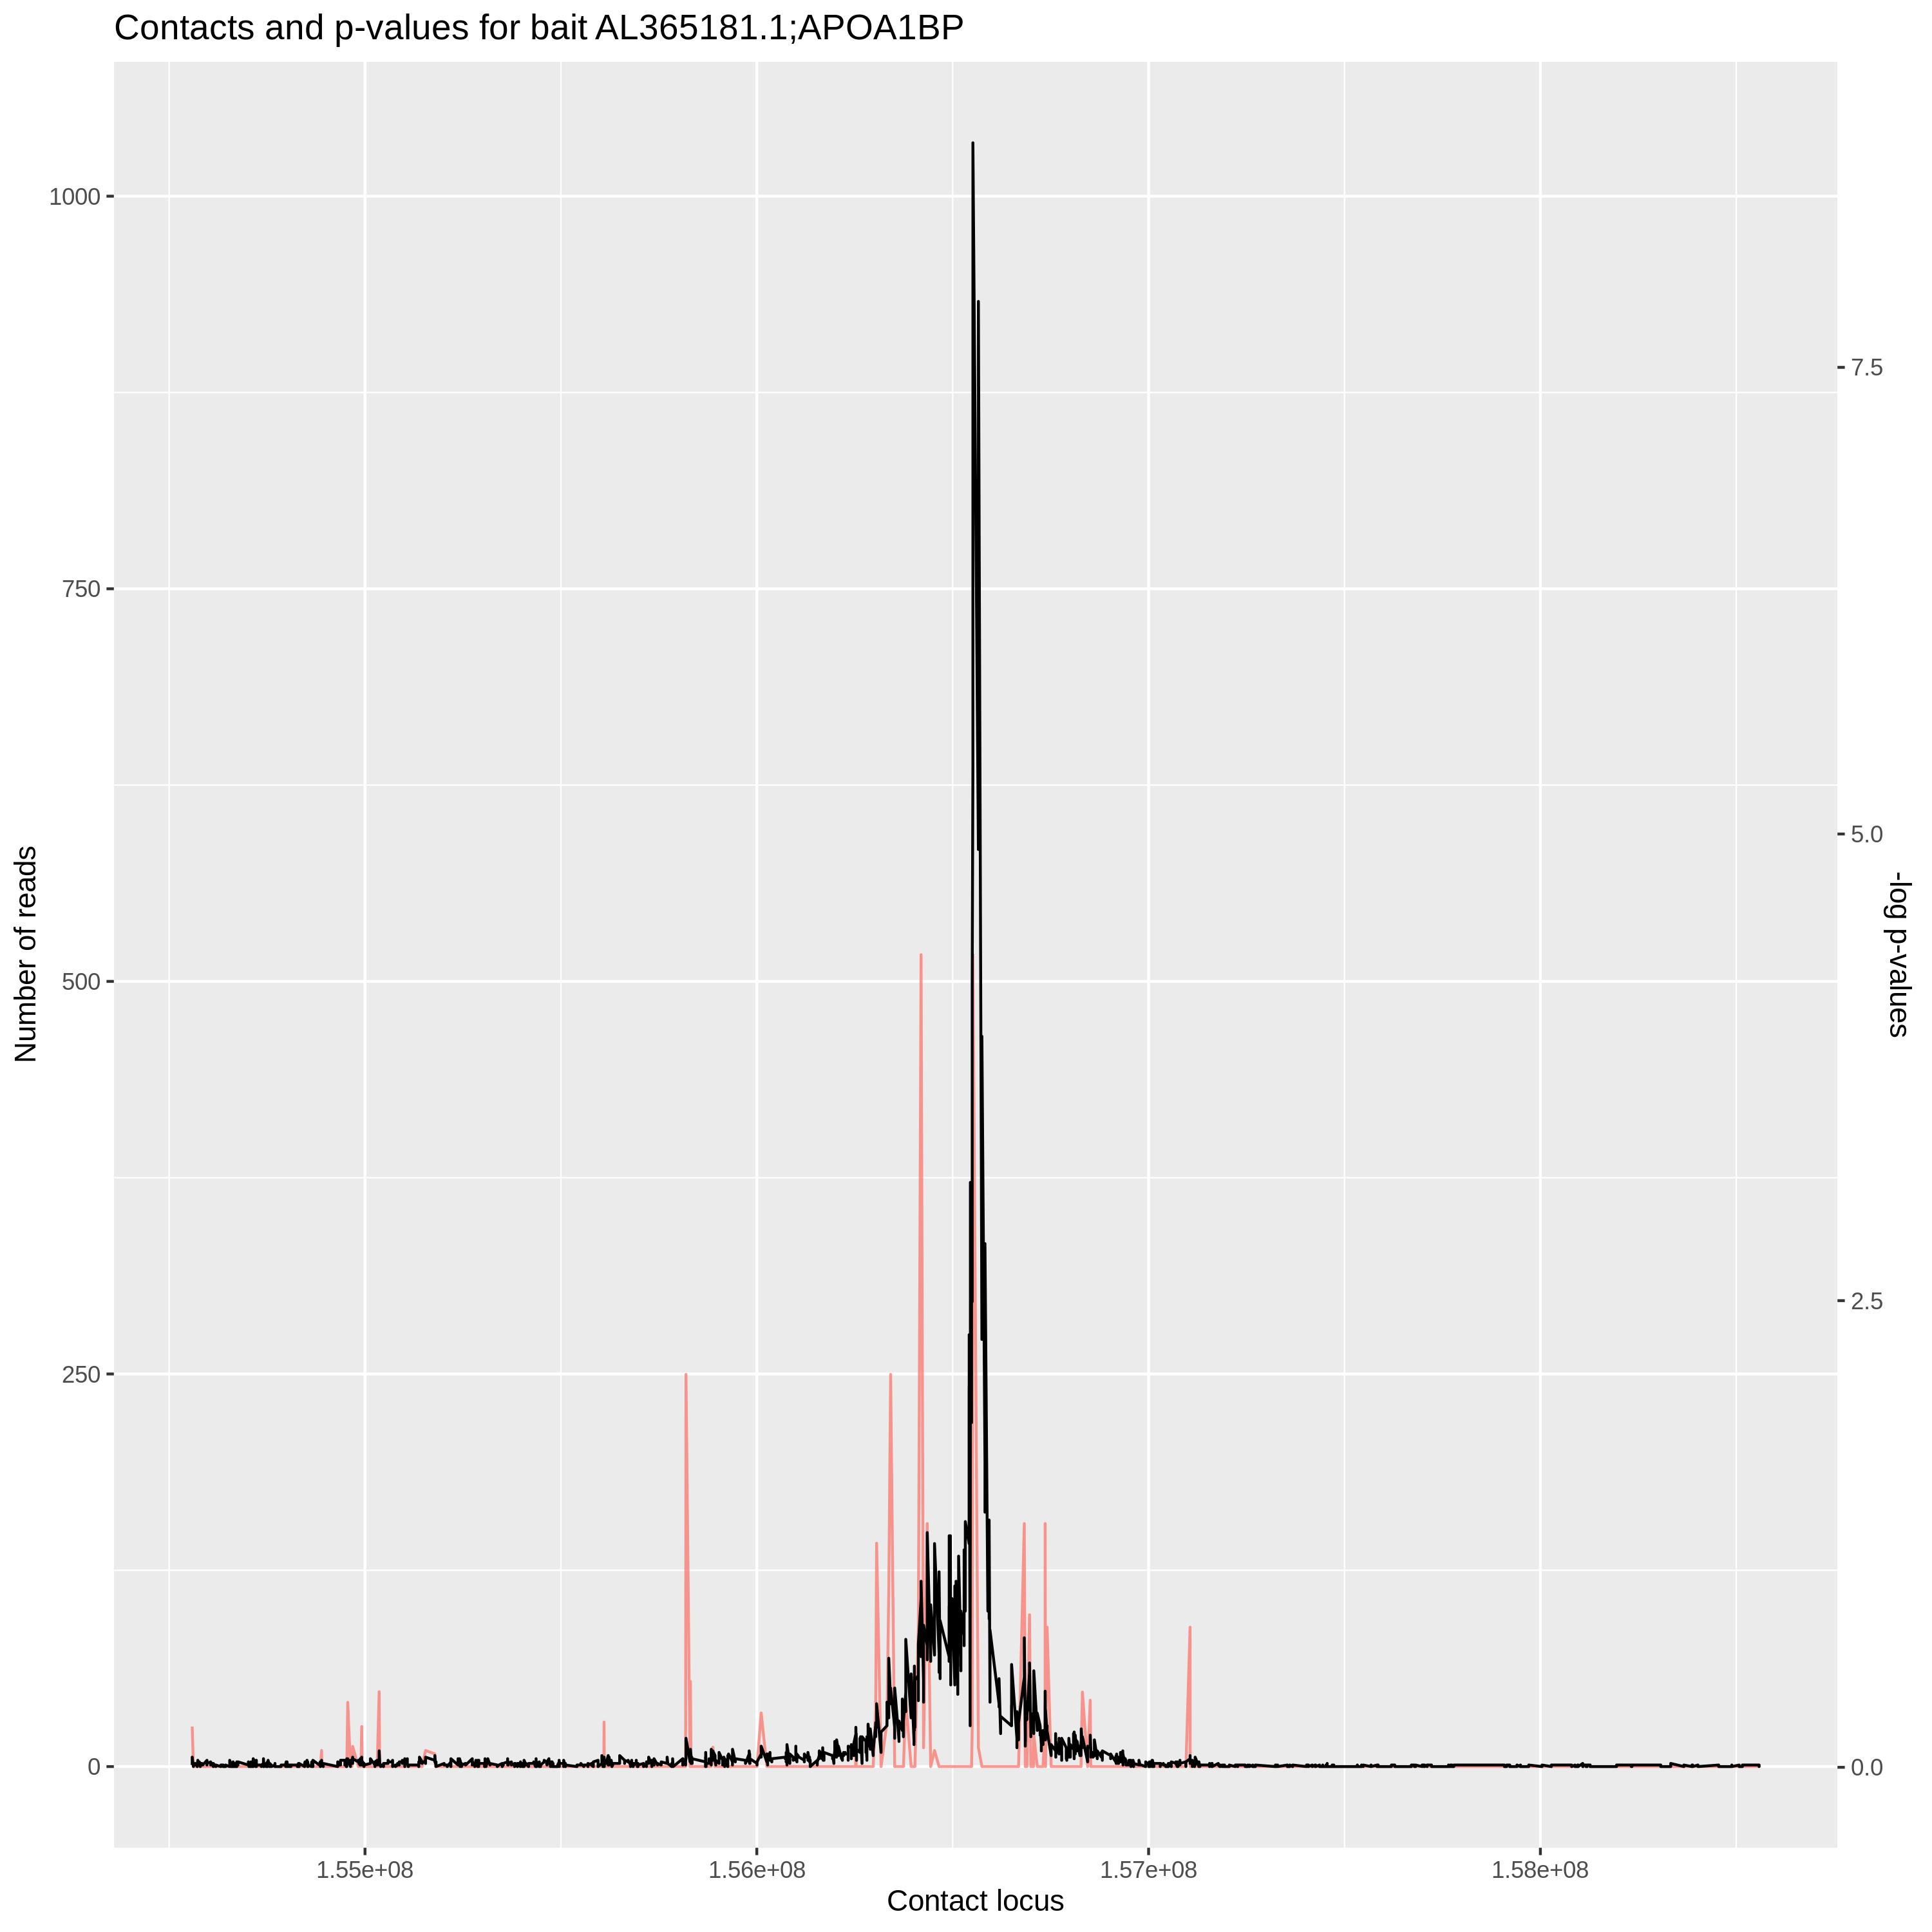 Contacts and p-values for bait AL365181.1;APOA1BP
1000
750
500
250
0
Number of reads
7.5
5.0
2.5
0.0
-log p-values
1.55e+08
1.56e+08
1.57e+08
1.58e+08
Contact locus